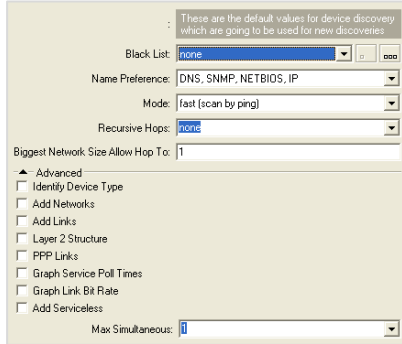 These are the default values for device discovery
: which are going to be used for new discoveries
Black List: none
Name Preference: DNS, SNMP, NETBIOS, IP
Mode: fast (scan by ping)
Recursive Hops: none
Biggest Network Size Allow Hop To: 1
Advanced
Identify Device Type
Add Networks
Add Links
Layer 2 Structure
PPP Links
Graph Service Poll Times
Graph Link Bit Rate
Add Serviceless
Max Simultaneous: 1